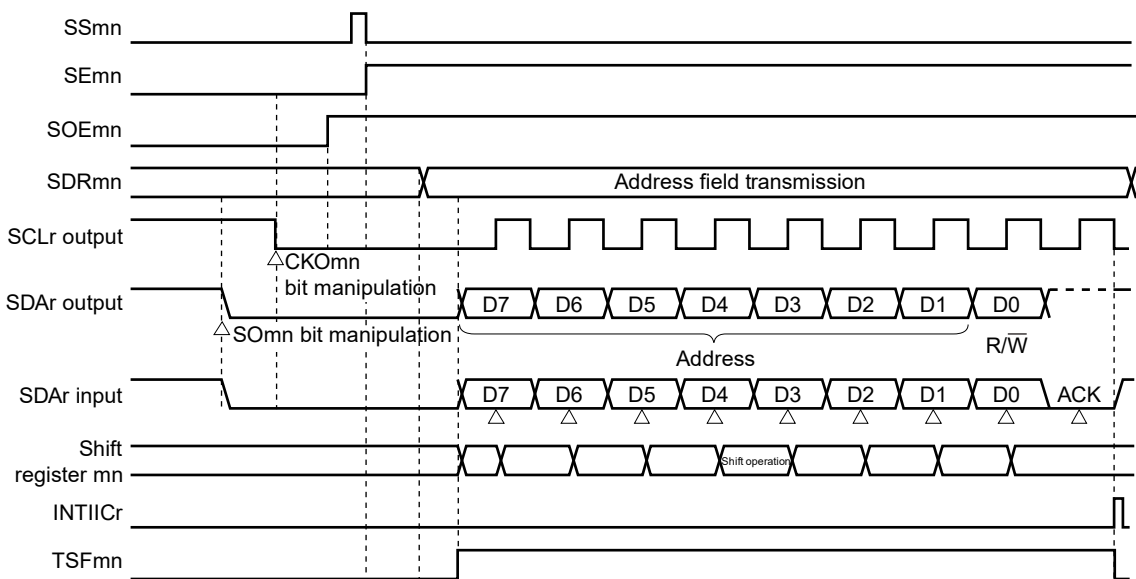 SSmn
SEmn
SOEmn
SDRmn Address field transmission
SCLr output
CKOmn
bit manipulation
SDAr output D7 D6 D5 D4 D3 D2 D1 D0
SOmn bit manipulation
Address
R/W̅
SDAr input D7 D6 D5 D4 D3 D2 D1 D0 ACK
Shift
register mn
Shift operation
INTIICr
TSFmn